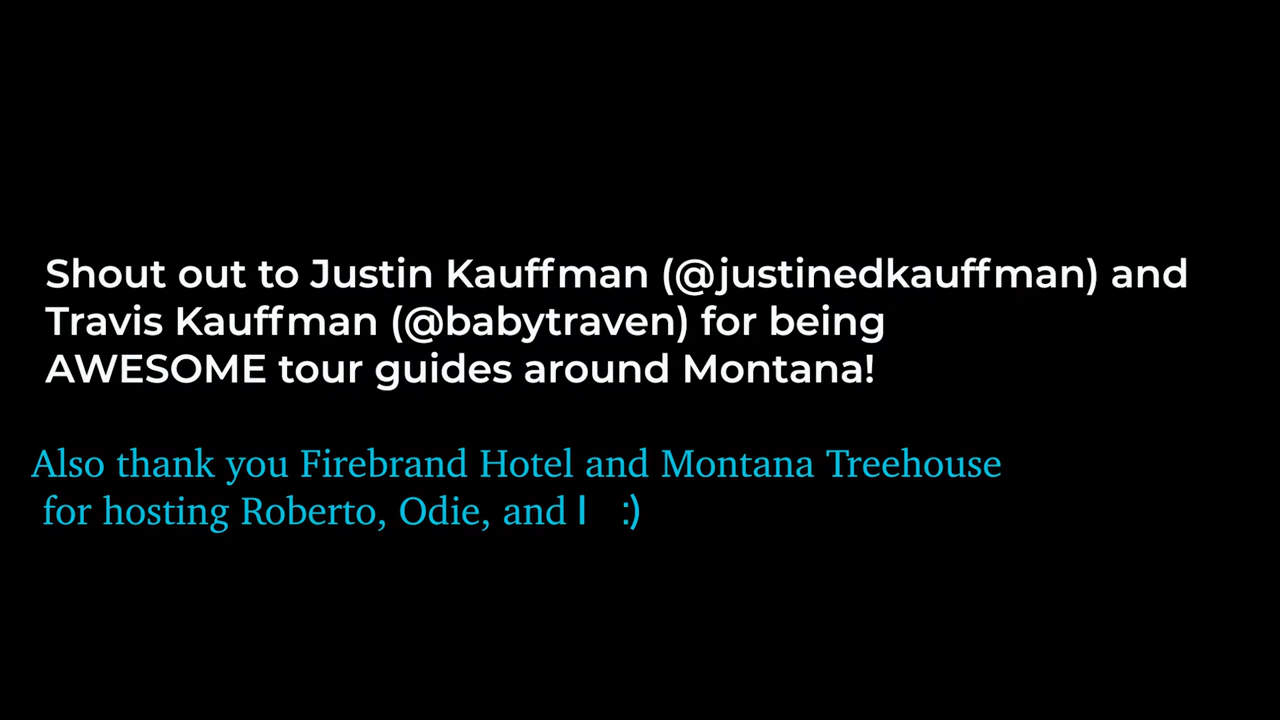 Shout out to Justin Kauffman (@justinedkauffman) and
Travis Kauffman (@babytraven) for being
AWESOME tour guides around Montana!
Also thank you Firebrand Hotel and Montana Treehouse
for hosting Roberto, Odie, and I :)